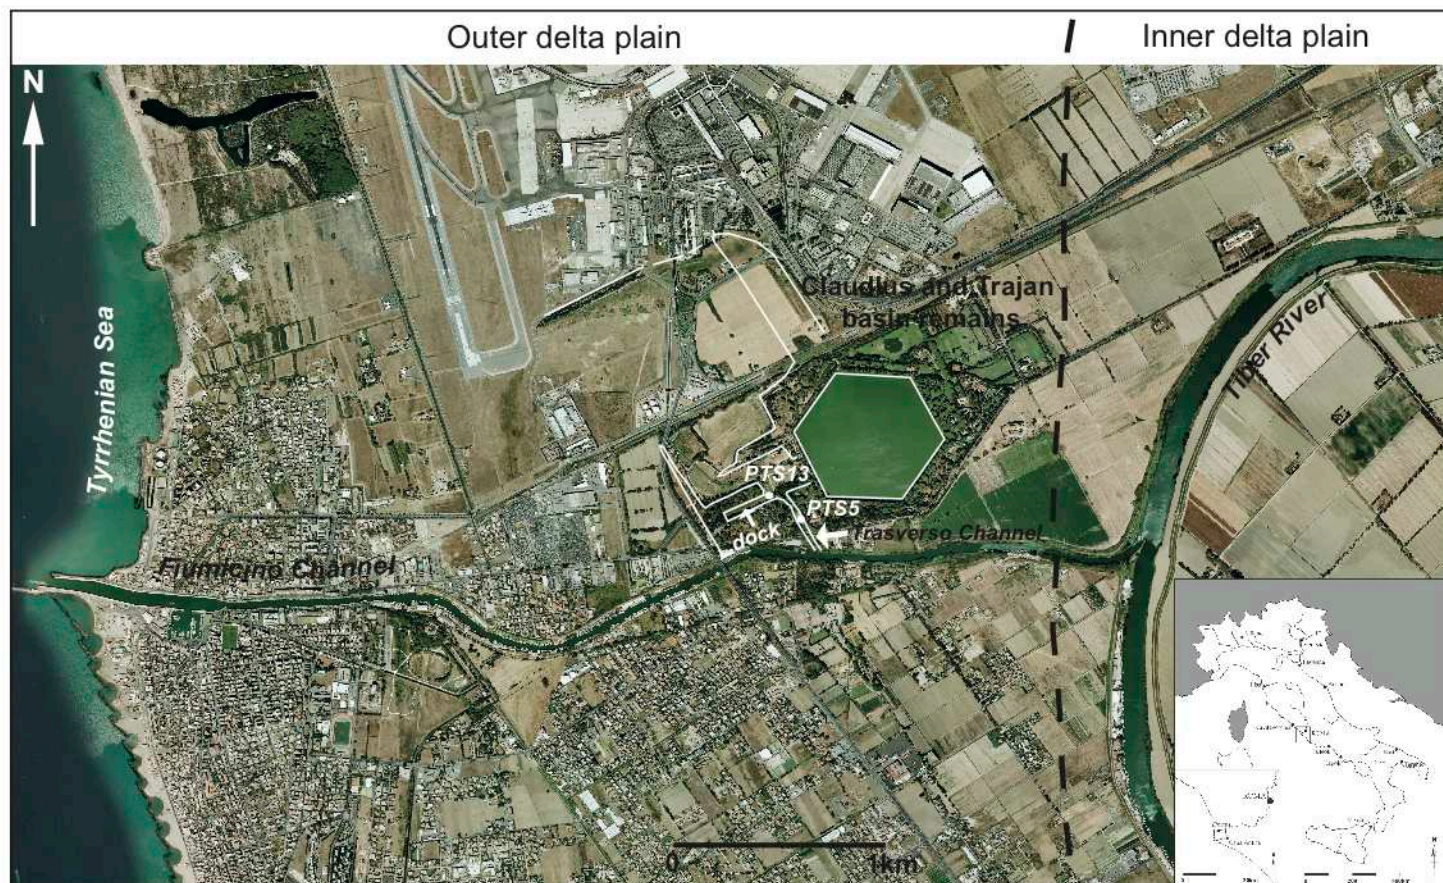 Outer delta plain
Inner delta plain
N
Tyrrhenian Sea
Claudius and Trajan
basin remains
Tiber River
PTS13
PTS5
dock
Trasverso Channel
Fiumicino Channel
0 1km